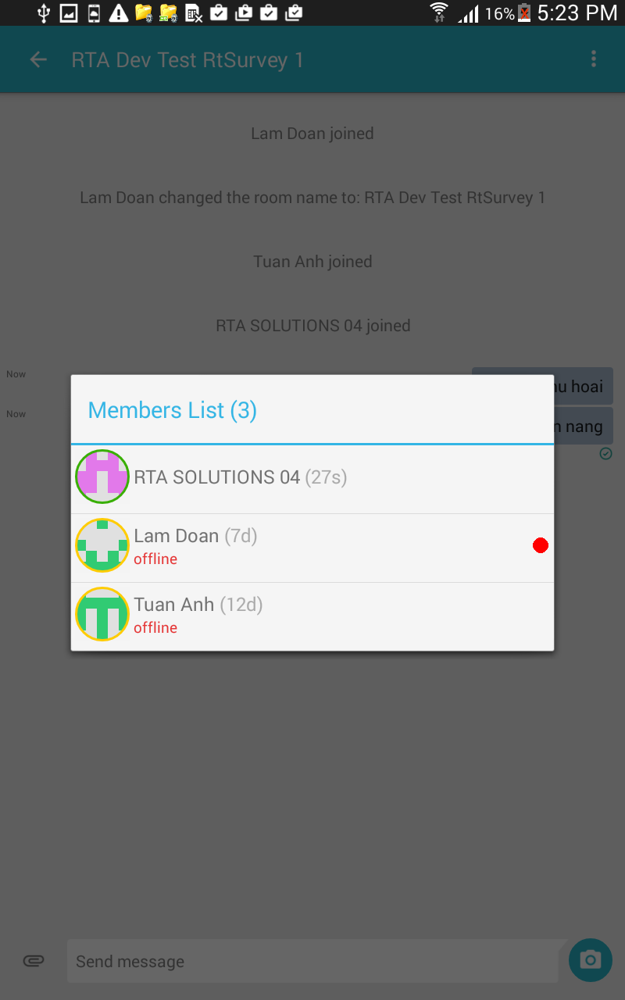 16% 5:23 PM
RTA Dev Test RtSurvey 1
Lam Doan joined
Lam Doan changed the room name to: RTA Dev Test RtSurvey 1
Tuan Anh joined
RTA SOLUTIONS 04 joined
Now
hoai
Now
nang
Members List (3)
RTA SOLUTIONS 04 (27s)
Lam Doan (7d)
offline
Tuan Anh (12d)
offline
Send message